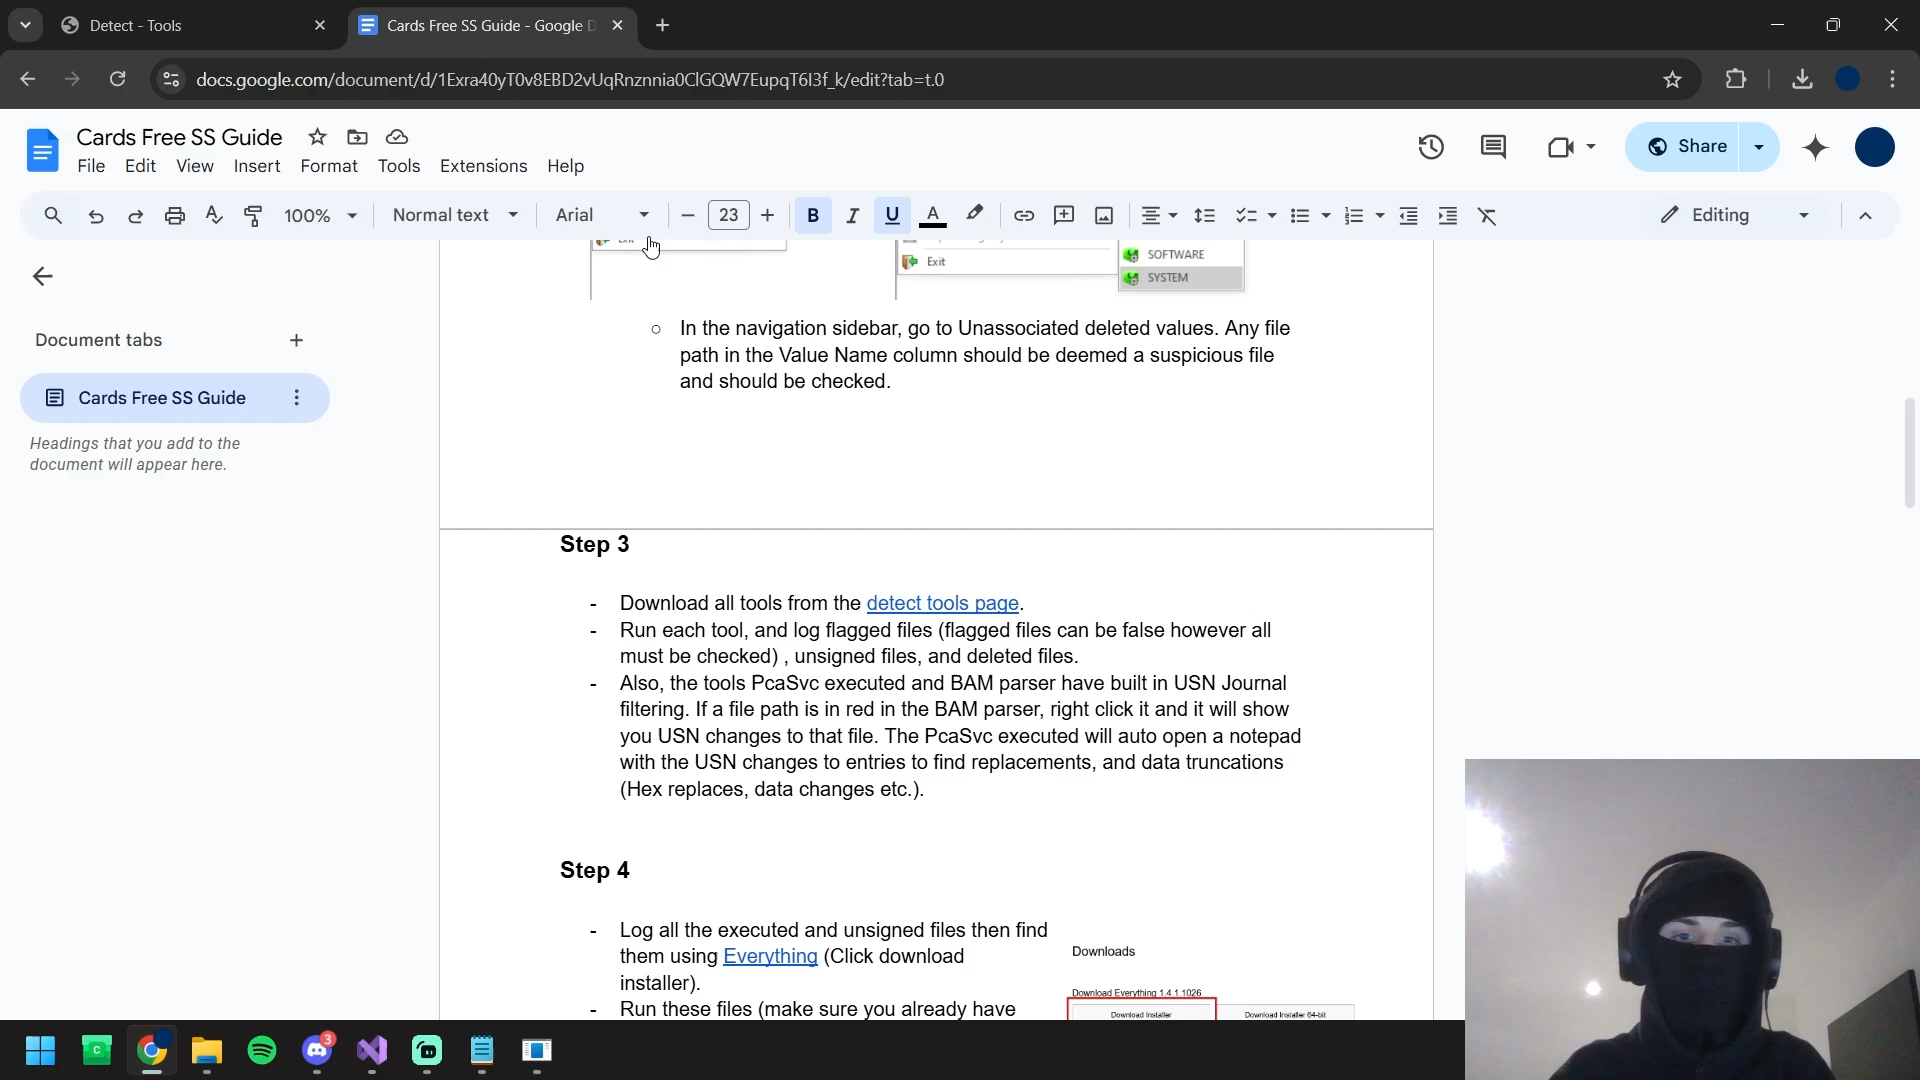 Detect - Tools
Cards Free SS Guide - Google D
docs.google.com/document/d/1Exra40yT0v8EBD2vUqRnznnia0ClGQW7EupqT6I3f_k/edit?tab=t.0
Cards Free SS Guide
Share
File Edit View Insert Format Tools Extensions Help
100% Normal text Arial 23 B I U A Editing
Exit
SOFTWARE
SYSTEM
Document tabs
Cards Free SS Guide
Headings that you add to the
document will appear here.
In the navigation sidebar, go to Unassociated deleted values. Any file
path in the Value Name column should be deemed a suspicious file
and should be checked.
Step 3
- Download all tools from the detect tools page.
- Run each tool, and log flagged files (flagged files can be false however all
must be checked) , unsigned files, and deleted files.
- Also, the tools PcaSvc executed and BAM parser have built in USN Journal
filtering. If a file path is in red in the BAM parser, right click it and it will show
you USN changes to that file. The PcaSvc executed will auto open a notepad
with the USN changes to entries to find replacements, and data truncations
(Hex replaces, data changes etc.).
Step 4
- Log all the executed and unsigned files then find
them using Everything (Click download
installer).
- Run these files (make sure you already have
Downloads
Download Everything 1.4.1.1026
Download Installer
Download Installer 64-bit
3